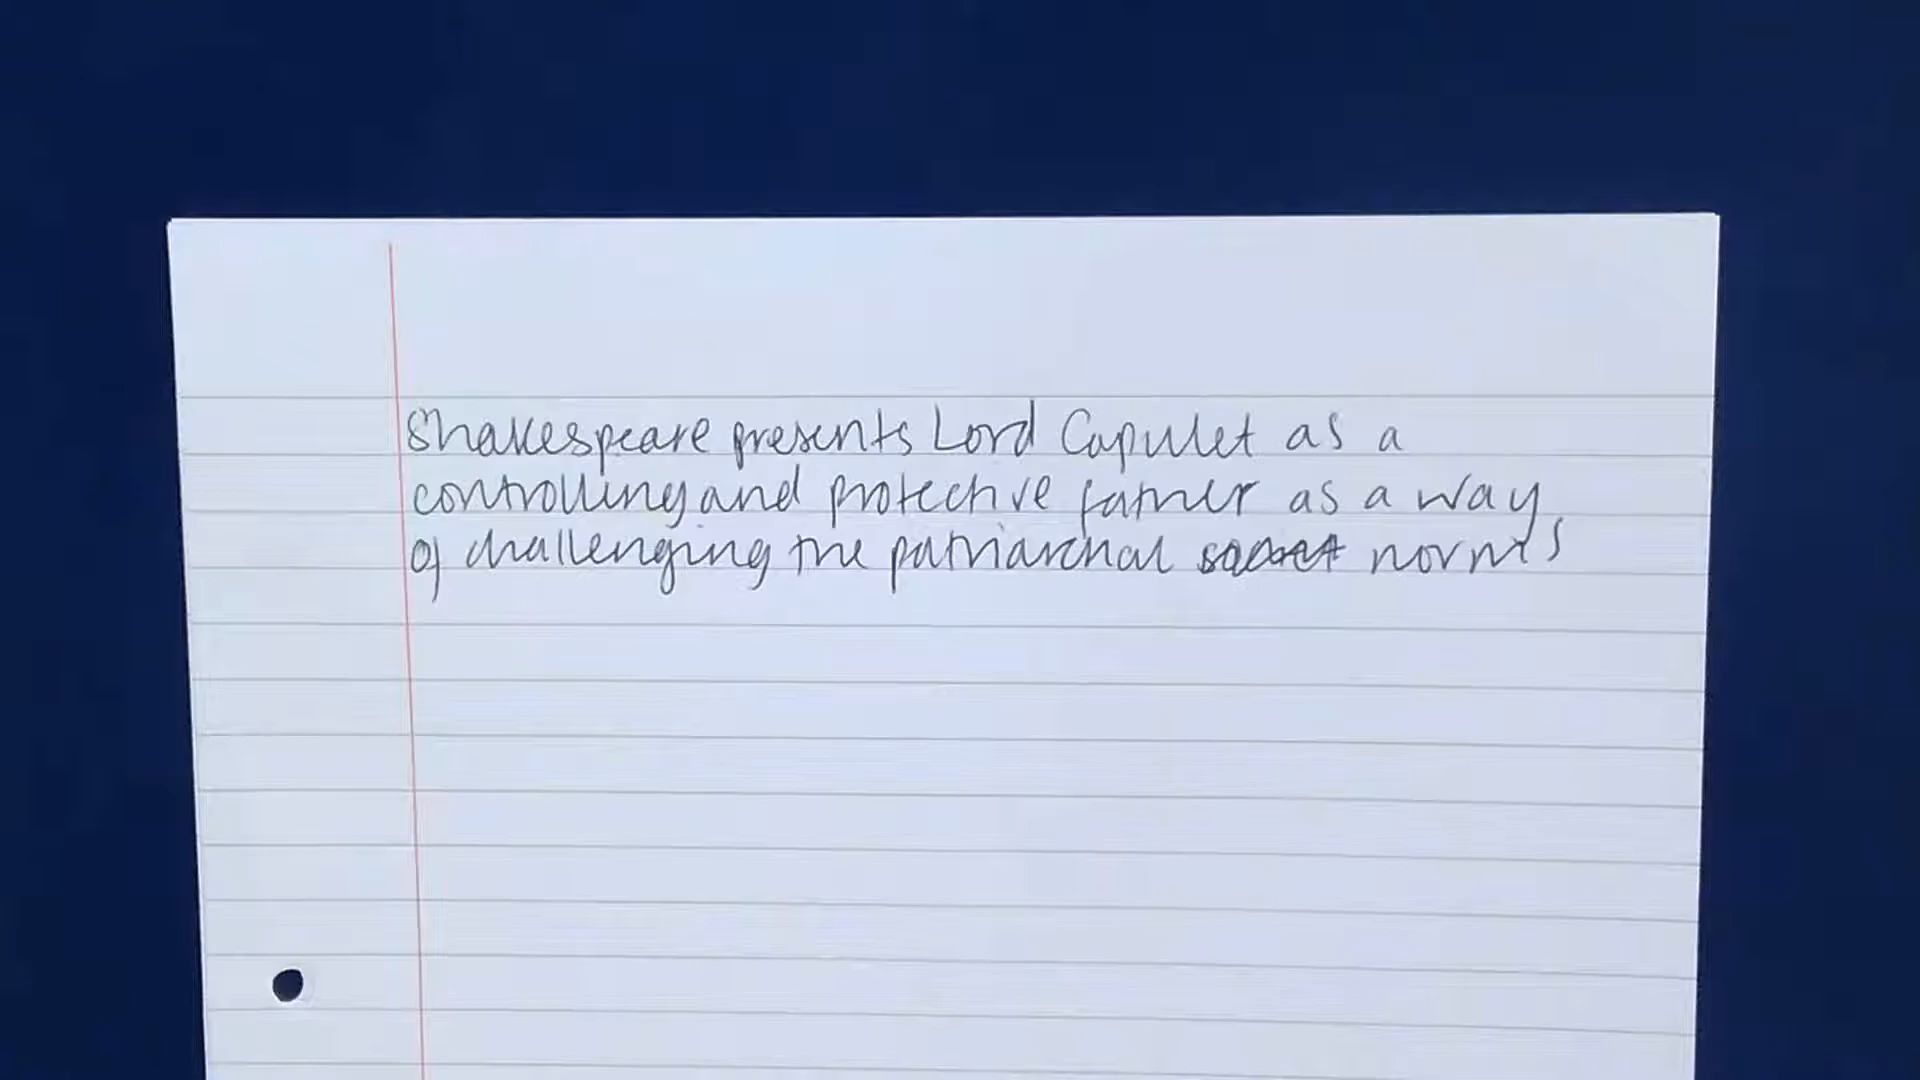 Shakespeare presents Lord Capulet as a
controlling and protective father as a way
of challenging the patriarchal norms